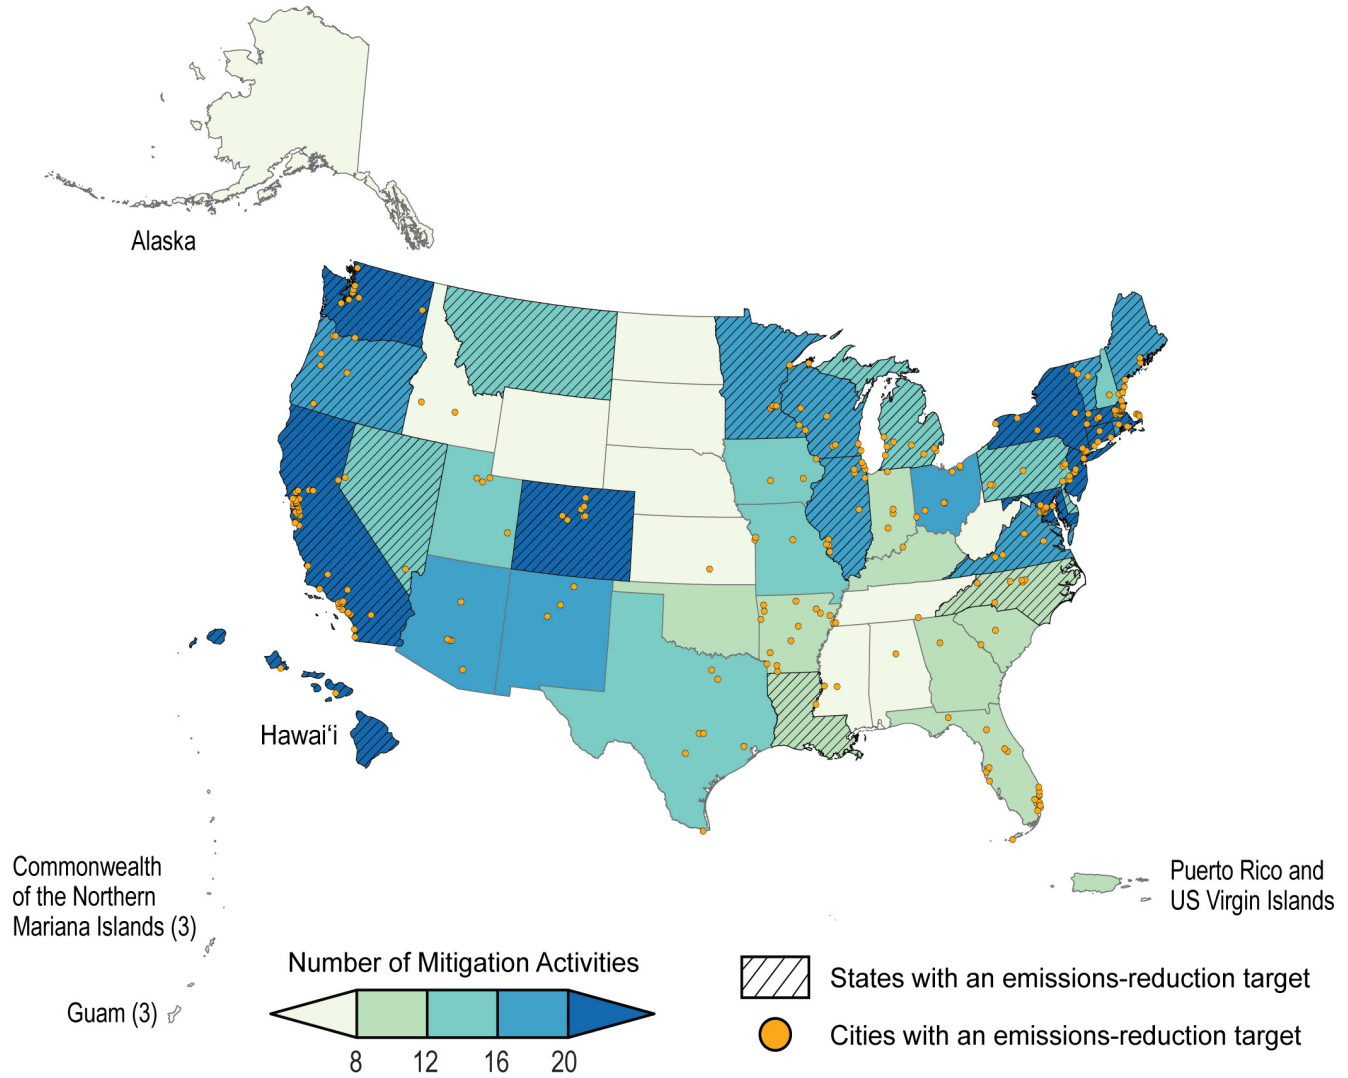 Alaska
Hawaiʻi
Commonwealth
of the Northern
Mariana Islands (3)
Guam (3)
Puerto Rico and
US Virgin Islands
Number of Mitigation Activities
8 12 16 20
States with an emissions-reduction target
Cities with an emissions-reduction target